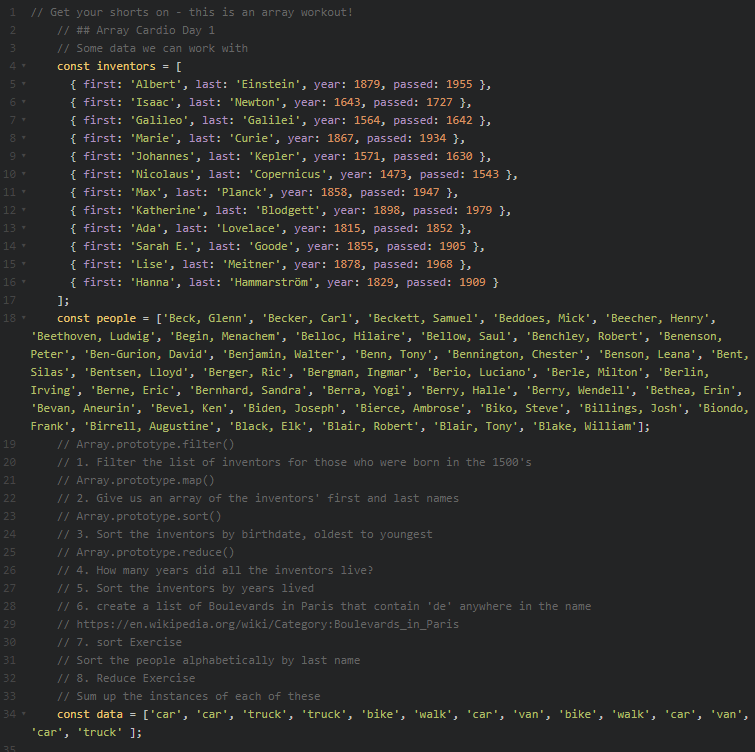 1 // Get your shorts on - this is an array workout!
2 // ## Array Cardio Day 1
3 // Some data we can work with
4 const inventors = [
5 { first: 'Albert', last: 'Einstein', year: 1879, passed: 1955 },
6 { first: 'Isaac', last: 'Newton', year: 1643, passed: 1727 },
7 { first: 'Galileo', last: 'Galilei', year: 1564, passed: 1642 },
8 { first: 'Marie', last: 'Curie', year: 1867, passed: 1934 },
9 { first: 'Johannes', last: 'Kepler', year: 1571, passed: 1630 },
10 { first: 'Nicolaus', last: 'Copernicus', year: 1473, passed: 1543 },
11 { first: 'Max', last: 'Planck', year: 1858, passed: 1947 },
12 { first: 'Katherine', last: 'Blodgett', year: 1898, passed: 1979 },
13 { first: 'Ada', last: 'Lovelace', year: 1815, passed: 1852 },
14 { first: 'Sarah E.', last: 'Goode', year: 1855, passed: 1905 },
15 { first: 'Lise', last: 'Meitner', year: 1878, passed: 1968 },
16 { first: 'Hanna', last: 'Hammarström', year: 1829, passed: 1909 }
17 ];
18 const people = ['Beck, Glenn', 'Becker, Carl', 'Beckett, Samuel', 'Beddoes, Mick', 'Beecher, Henry',
'Beethoven, Ludwig', 'Begin, Menachem', 'Belloc, Hilaire', 'Bellow, Saul', 'Benchley, Robert', 'Benenson,
Peter', 'Ben-Gurion, David', 'Benjamin, Walter', 'Benn, Tony', 'Bennington, Chester', 'Benson, Leana', 'Bent,
Silas', 'Bentsen, Lloyd', 'Berger, Ric', 'Bergman, Ingmar', 'Berio, Luciano', 'Berle, Milton', 'Berlin,
Irving', 'Berne, Eric', 'Bernhard, Sandra', 'Berra, Yogi', 'Berry, Halle', 'Berry, Wendell', 'Bethea, Erin',
'Bevan, Aneurin', 'Bevel, Ken', 'Biden, Joseph', 'Bierce, Ambrose', 'Biko, Steve', 'Billings, Josh', 'Biondo,
Frank', 'Birrell, Augustine', 'Black, Elk', 'Blair, Robert', 'Blair, Tony', 'Blake, William'];
19 // Array.prototype.filter()
20 // 1. Filter the list of inventors for those who were born in the 1500's
21 // Array.prototype.map()
22 // 2. Give us an array of the inventors' first and last names
23 // Array.prototype.sort()
24 // 3. Sort the inventors by birthdate, oldest to youngest
25 // Array.prototype.reduce()
26 // 4. How many years did all the inventors live?
27 // 5. Sort the inventors by years lived
28 // 6. create a list of Boulevards in Paris that contain 'de' anywhere in the name
29 // https://en.wikipedia.org/wiki/Category:Boulevards_in_Paris
30 // 7. sort Exercise
31 // Sort the people alphabetically by last name
32 // 8. Reduce Exercise
33 // Sum up the instances of each of these
34 const data = ['car', 'car', 'truck', 'truck', 'bike', 'walk', 'car', 'van', 'bike', 'walk', 'car', 'van',
'car', 'truck' ];
35